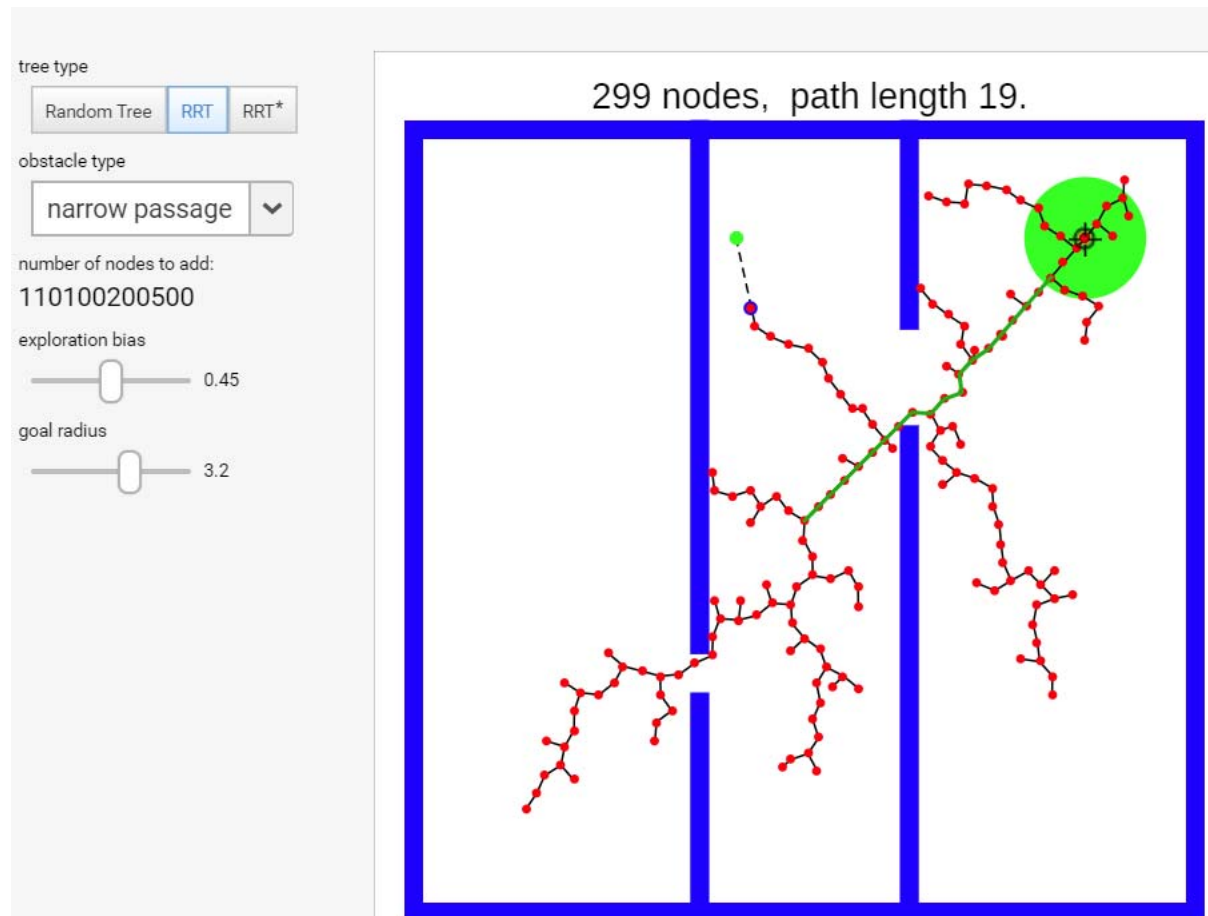 tree type
Random Tree RRT RRT*
obstacle type
narrow passage
number of nodes to add:
110100200500
exploration bias
0.45
goal radius
3.2
299 nodes, path length 19.